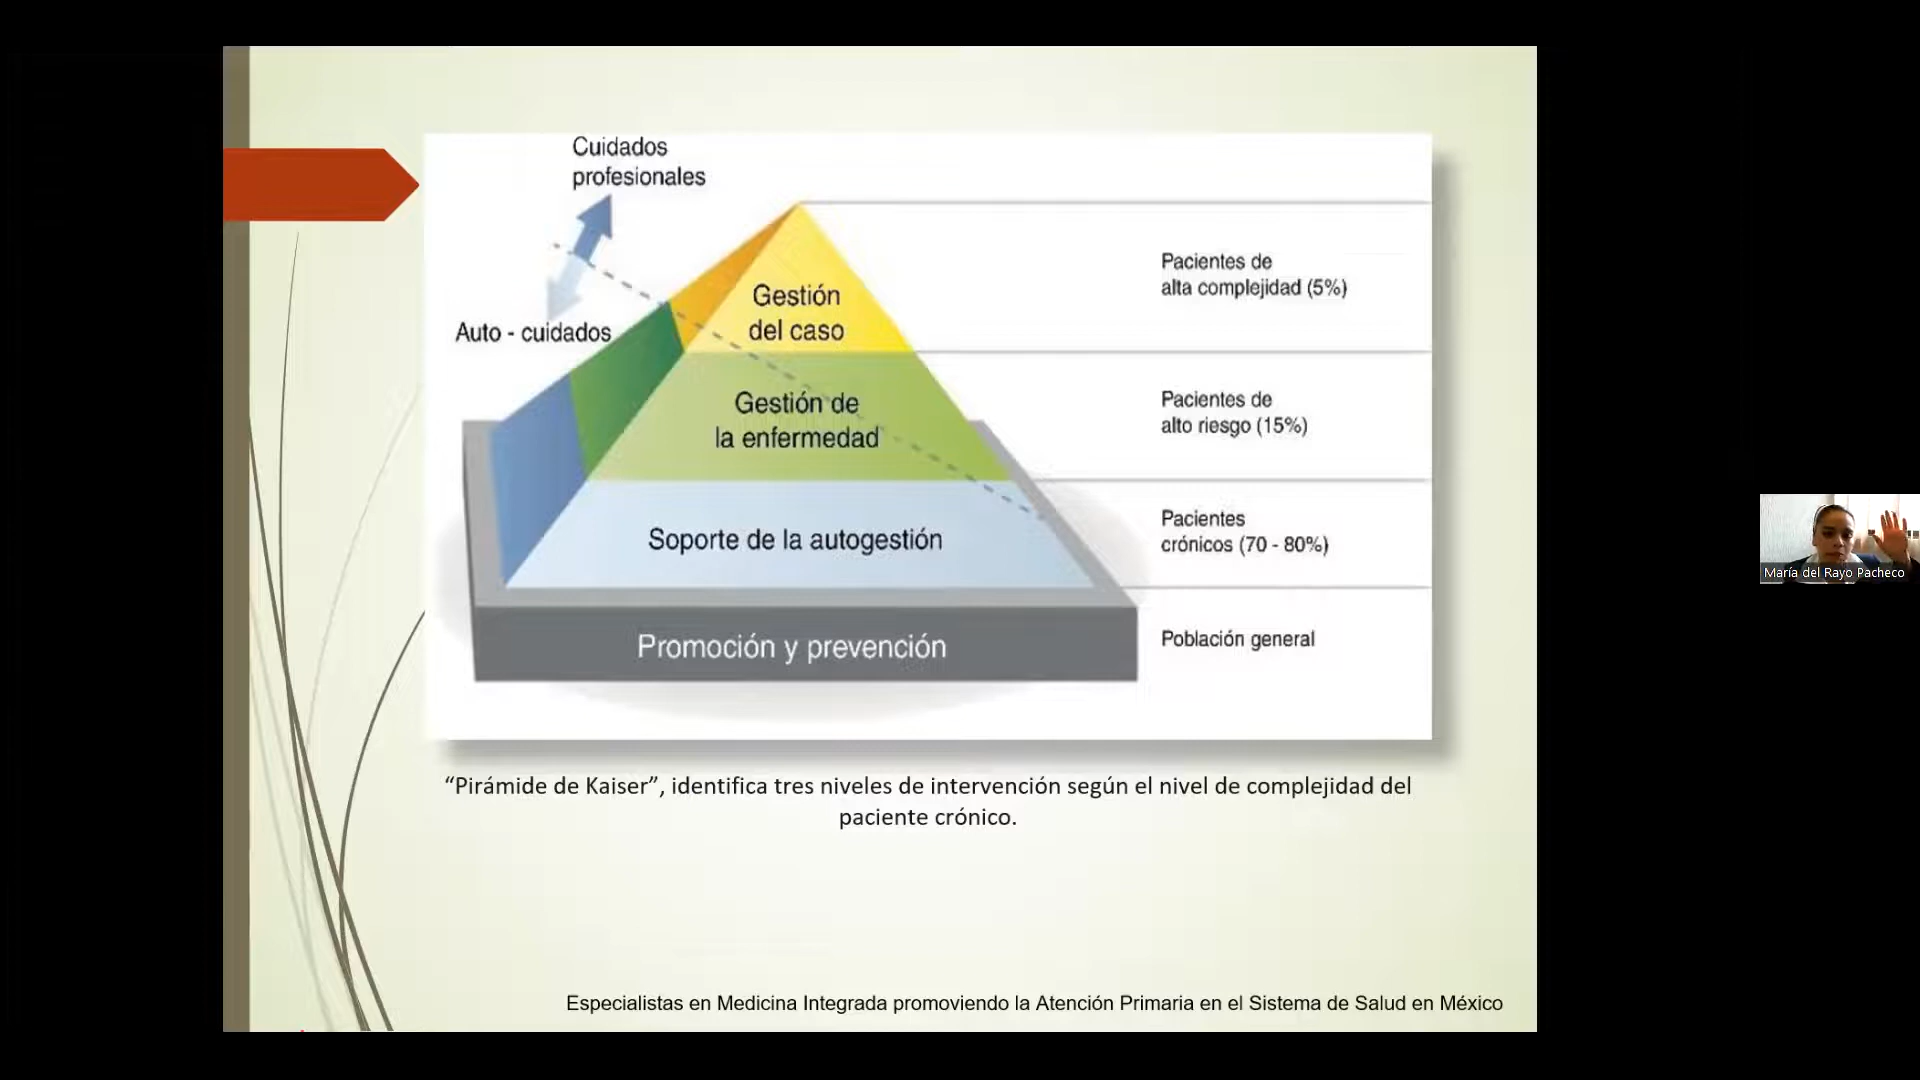 Cuidados
profesionales
Auto - cuidados
Gestión
del caso
Pacientes de
alta complejidad (5%)
Gestión de
la enfermedad
Pacientes de
alto riesgo (15%)
Soporte de la autogestión
Pacientes
crónicos (70 - 80%)
Promoción y prevención
Población general
“Pirámide de Kaiser”, identifica tres niveles de intervención según el nivel de complejidad del
paciente crónico.
Especialistas en Medicina Integrada promoviendo la Atención Primaria en el Sistema de Salud en México
María del Rayo Pacheco